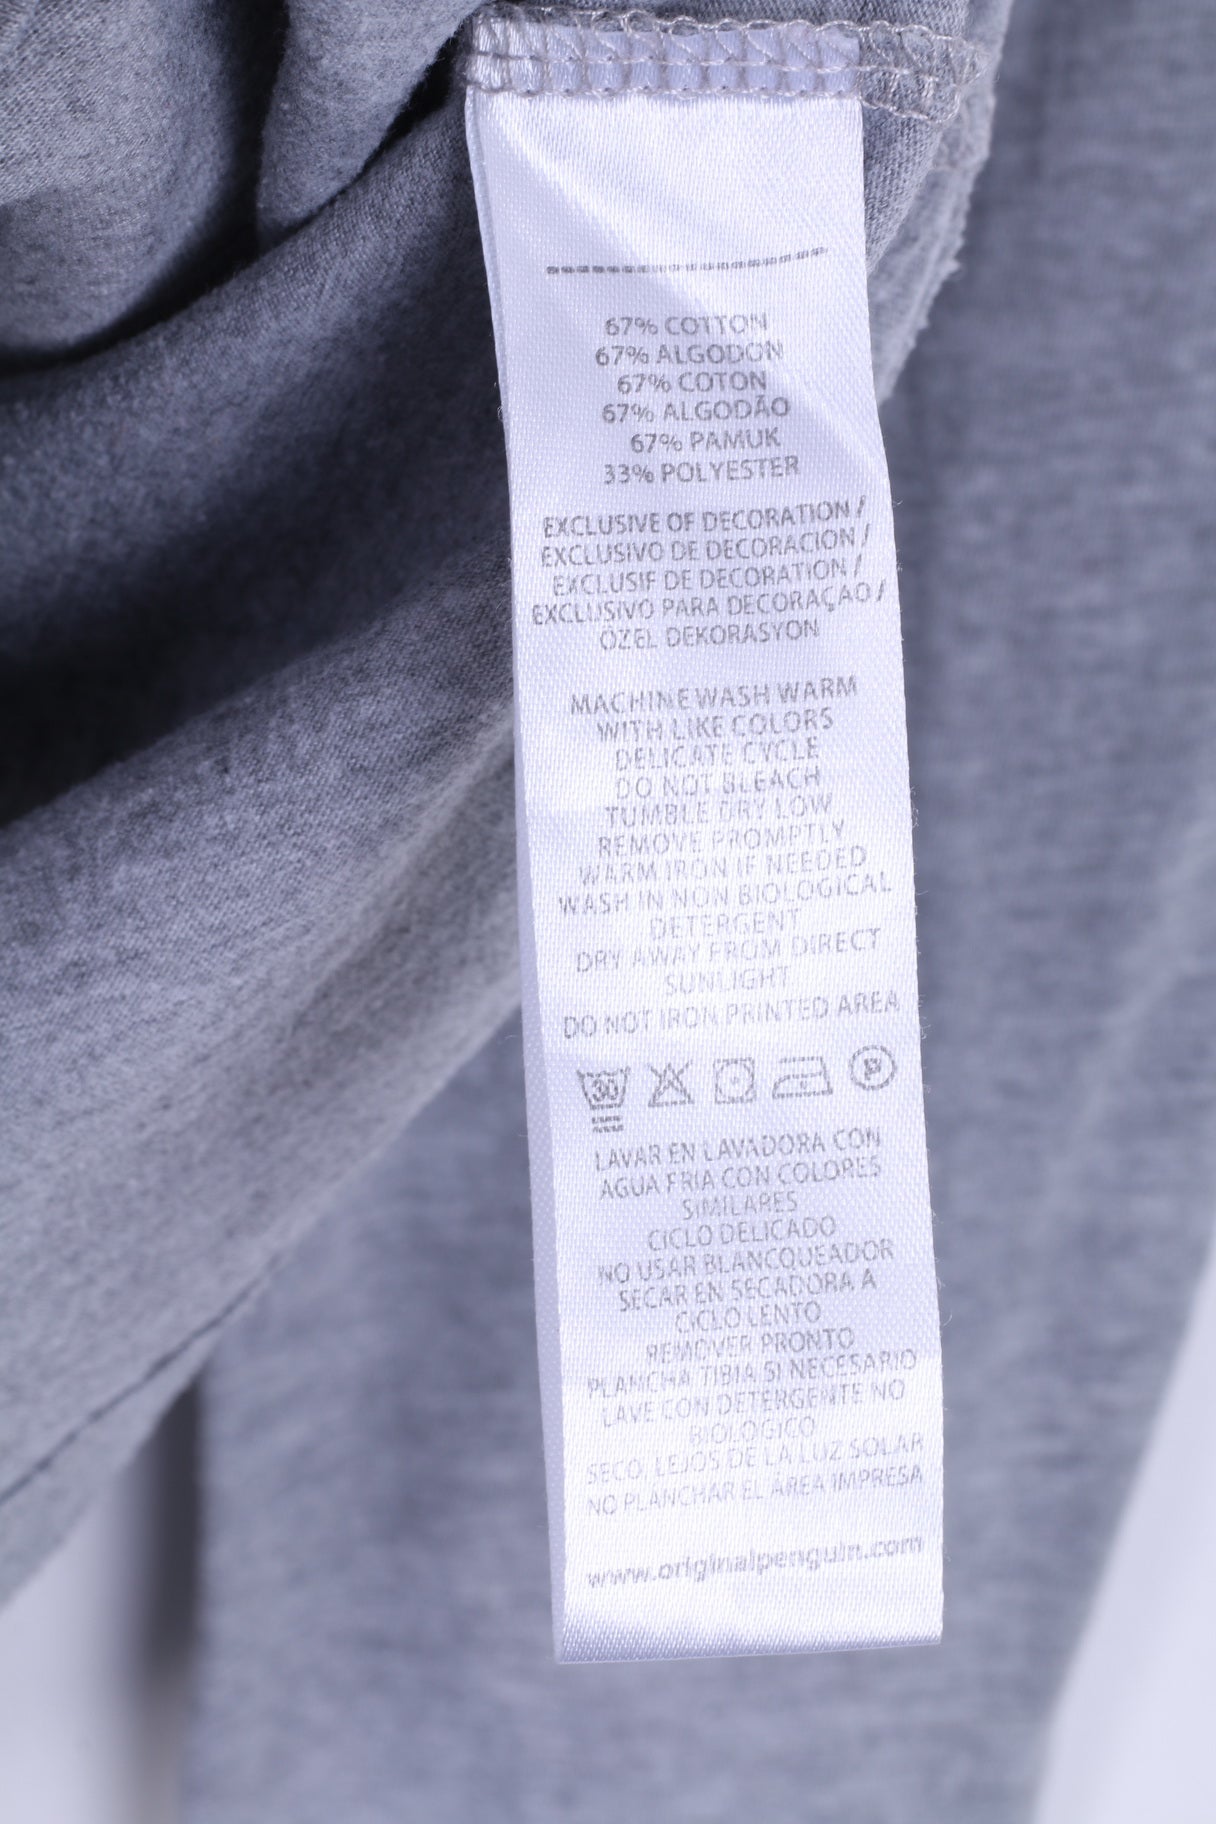 67% COTTON
67% ALGODON
67% COTON
67% ALGODÃO
67% PAMUK
33% POLYESTER
EXCLUSIVE OF DECORATION /
EXCLUSIVO DE DECORACION /
EXCLUSIF DE DECORATION /
EXCLUSIVO PARA DECORAÇAO /
ÖZEL DEKORASYON
MACHINE WASH WARM
WITH LIKE COLORS
DELICATE CYCLE
DO NOT BLEACH
TUMBLE DRY LOW
REMOVE PROMPTLY
WARM IRON IF NEEDED
WASH IN NON BIOLOGICAL
DETERGENT
DRY AWAY FROM DIRECT
SUNLIGHT
DO NOT IRON PRINTED AREA
30 P
LAVAR EN LAVADORA CON
AGUA FRIA CON COLORES
SIMILARES
CICLO DELICADO
NO USAR BLANCQUEADOR
SECAR EN SECADORA A
CICLO LENTO
REMOVER PRONTO
PLANCHA TIBIA SI NECESARIO
LAVE CON DETERGENTE NO
BIOLOGICO
SECO, LEJOS DE LA LUZ SOLAR
NO PLANCHAR EL AREA IMPRESA
www.originalpenguin.com